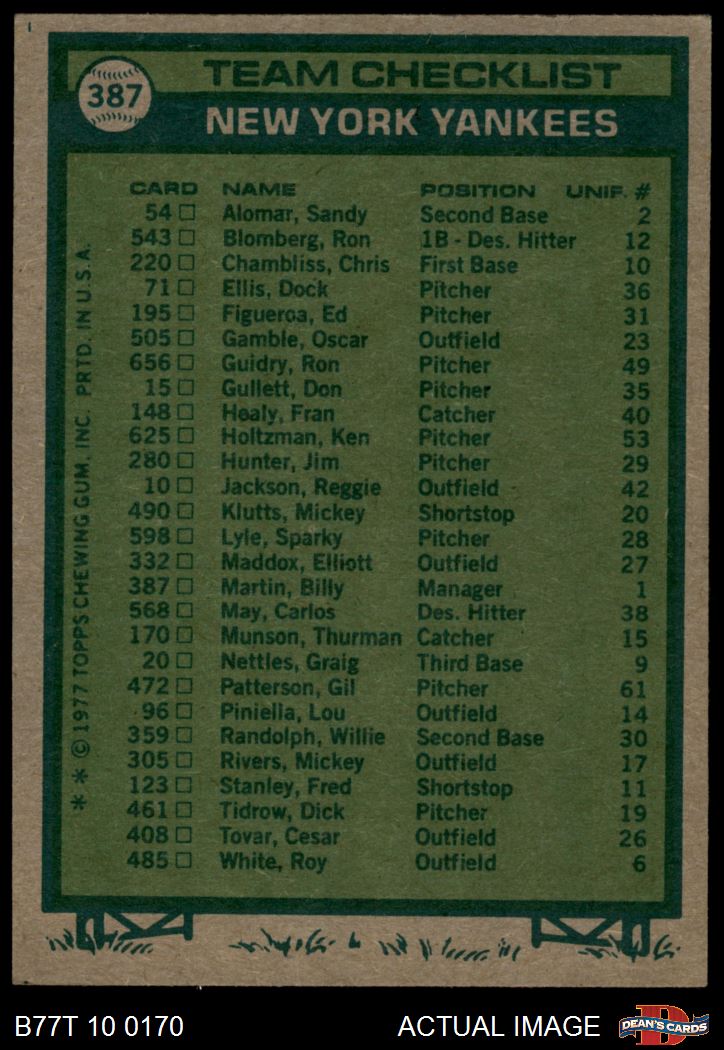 387
TEAM CHECKLIST
NEW YORK YANKEES
CARD NAME POSITION UNIF. #
54 Alomar, Sandy Second Base 2
543 Blomberg, Ron 1B - Des. Hitter 12
220 Chambliss, Chris First Base 10
71 Ellis, Dock Pitcher 36
195 Figueroa, Ed Pitcher 31
505 Gamble, Oscar Outfield 23
656 Guidry, Ron Pitcher 49
15 Gullett, Don Pitcher 35
148 Healy, Fran Catcher 40
625 Holtzman, Ken Pitcher 53
280 Hunter, Jim Pitcher 29
10 Jackson, Reggie Outfield 42
490 Klutts, Mickey Shortstop 20
598 Lyle, Sparky Pitcher 28
332 Maddox, Elliott Outfield 27
387 Martin, Billy Manager 1
568 May, Carlos Des. Hitter 38
170 Munson, Thurman Catcher 15
20 Nettles, Graig Third Base 9
472 Patterson, Gil Pitcher 61
96 Piniella, Lou Outfield 14
359 Randolph, Willie Second Base 30
305 Rivers, Mickey Outfield 17
123 Stanley, Fred Shortstop 11
461 Tidrow, Dick Pitcher 19
408 Tovar, Cesar Outfield 26
485 White, Roy Outfield 6
* * © 1977 TOPPS CHEWING GUM, INC. PRTD. IN U.S.A.
B77T 10 0170 ACTUAL IMAGE
D
DEAN'S CARDS